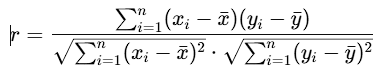 r = \frac{\sum_{i=1}^{n}(x_i - \bar{x})(y_i - \bar{y})}{\sqrt{\sum_{i=1}^{n}(x_i - \bar{x})^2} \cdot \sqrt{\sum_{i=1}^{n}(y_i - \bar{y})^2}}